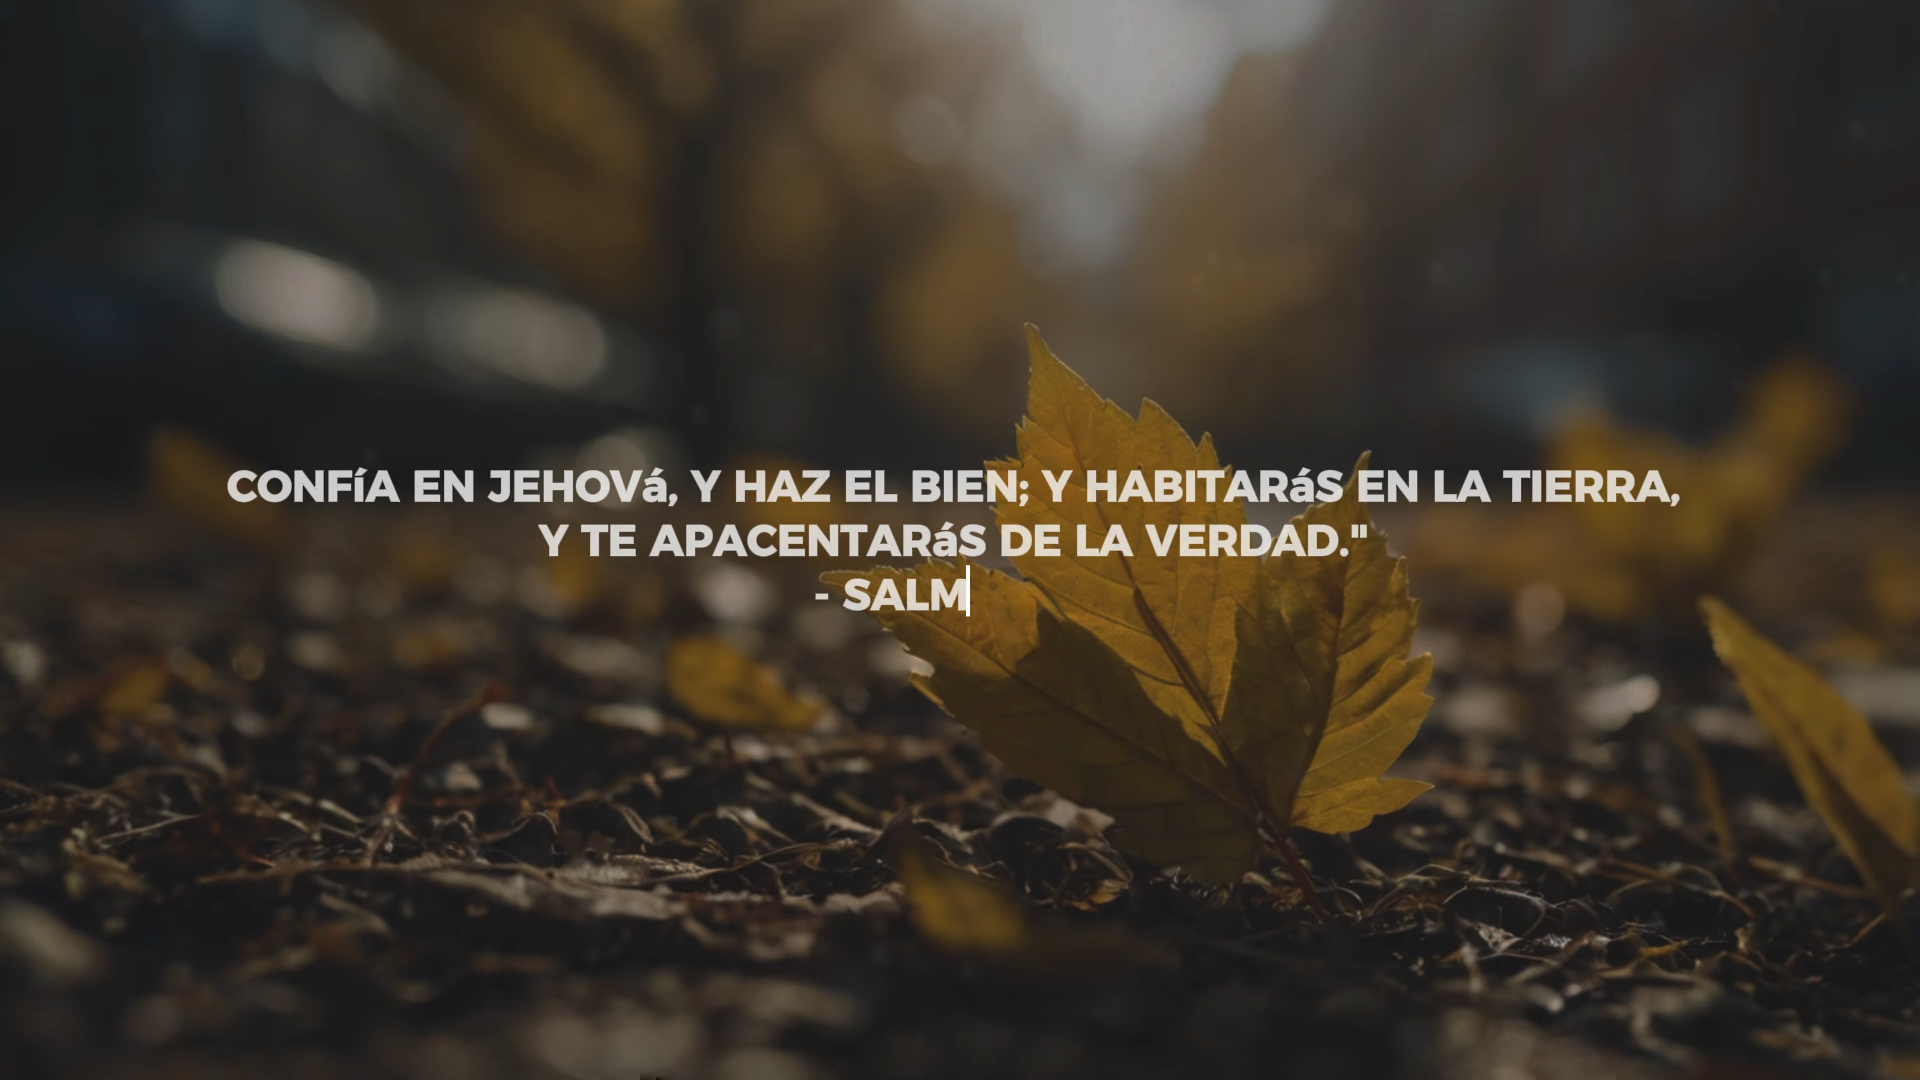 CONFíA EN JEHOVá, Y HAZ EL BIEN; Y HABITARáS EN LA TIERRA,
Y TE APACENTARáS DE LA VERDAD."
- SALM